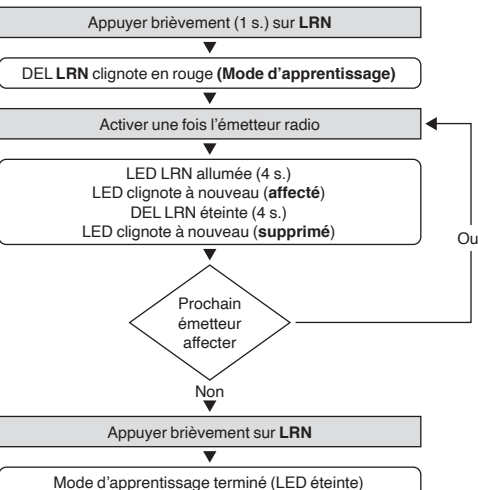 Appuyer brièvement (1 s.) sur LRN
DEL LRN clignote en rouge (Mode d'apprentissage)
Activer une fois l'émetteur radio
LED LRN allumée (4 s.)
LED clignote à nouveau (affecté)
DEL LRN éteinte (4 s.)
LED clignote à nouveau (supprimé)
Ou
Prochain
émetteur
affecter
Non
Appuyer brièvement sur LRN
Mode d'apprentissage terminé (LED éteinte)